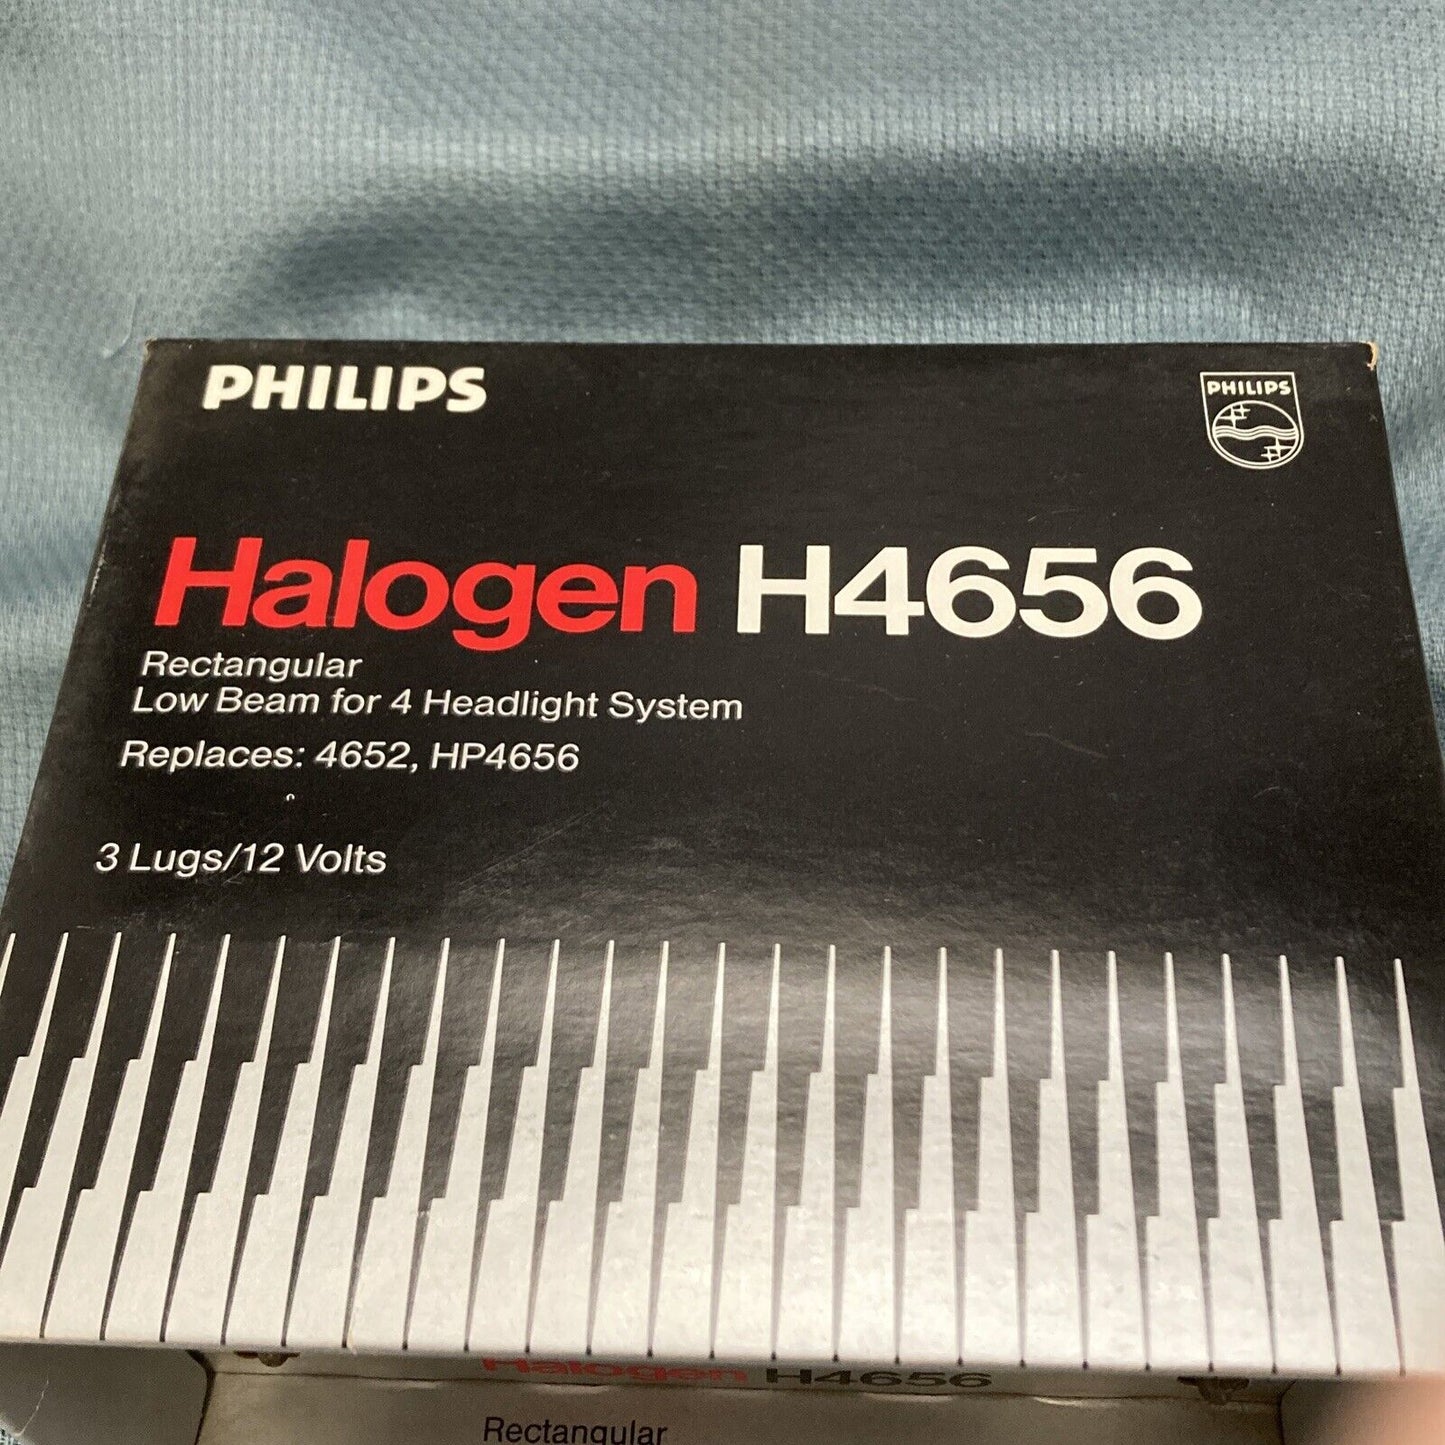 PHILIPS
PHILIPS
Halogen H4656
Rectangular
Low Beam for 4 Headlight System
Replaces: 4652, HP4656
3 Lugs/12 Volts
Halogen H4656
Rectangular